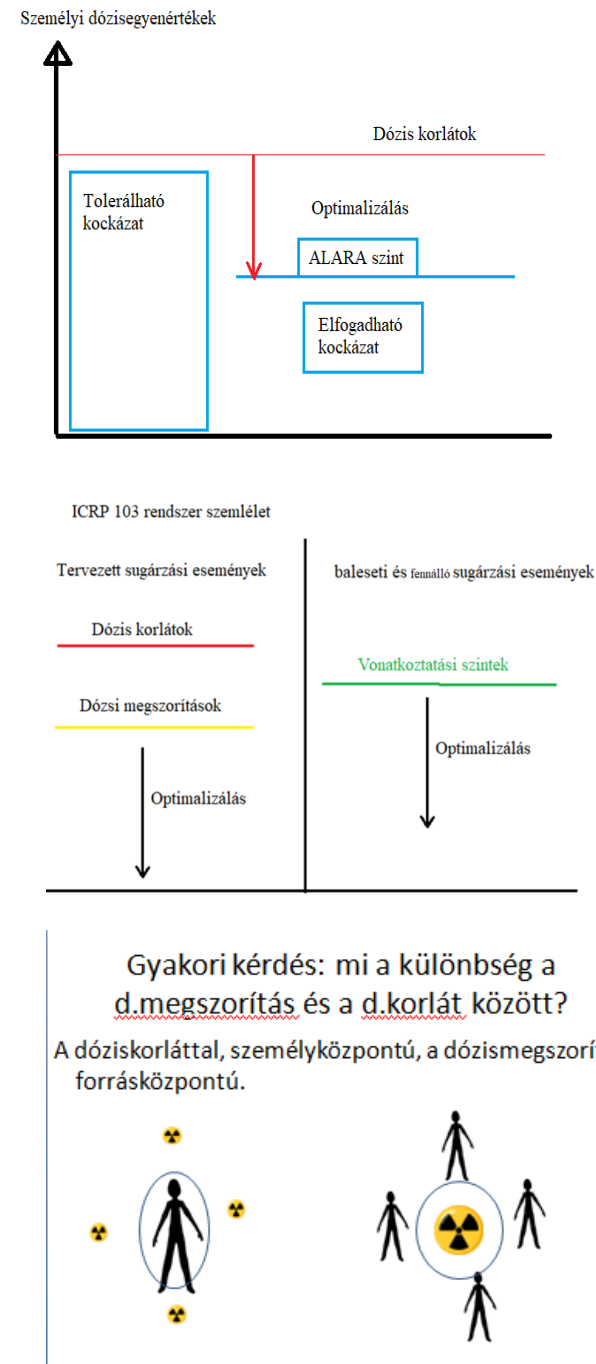 Személyi dózisegyenértékek
Dózis korlátok
Tolerálható
kockázat
Optimalizálás
ALARA szint
Elfogadható
kockázat
ICRP 103 rendszer szemlélet
Tervezett sugárzási események
baleseti és fennálló sugárzási események
Dózis korlátok
Vonatkoztatási szintek
Dózsi megszorítások
Optimalizálás
Optimalizálás
Gyakori kérdés: mi a különbség a
d.megszorítás és a d.korlát között?
A dóziskorláttal, személyközpontú, a dózismegszorí
forrásközpontú.